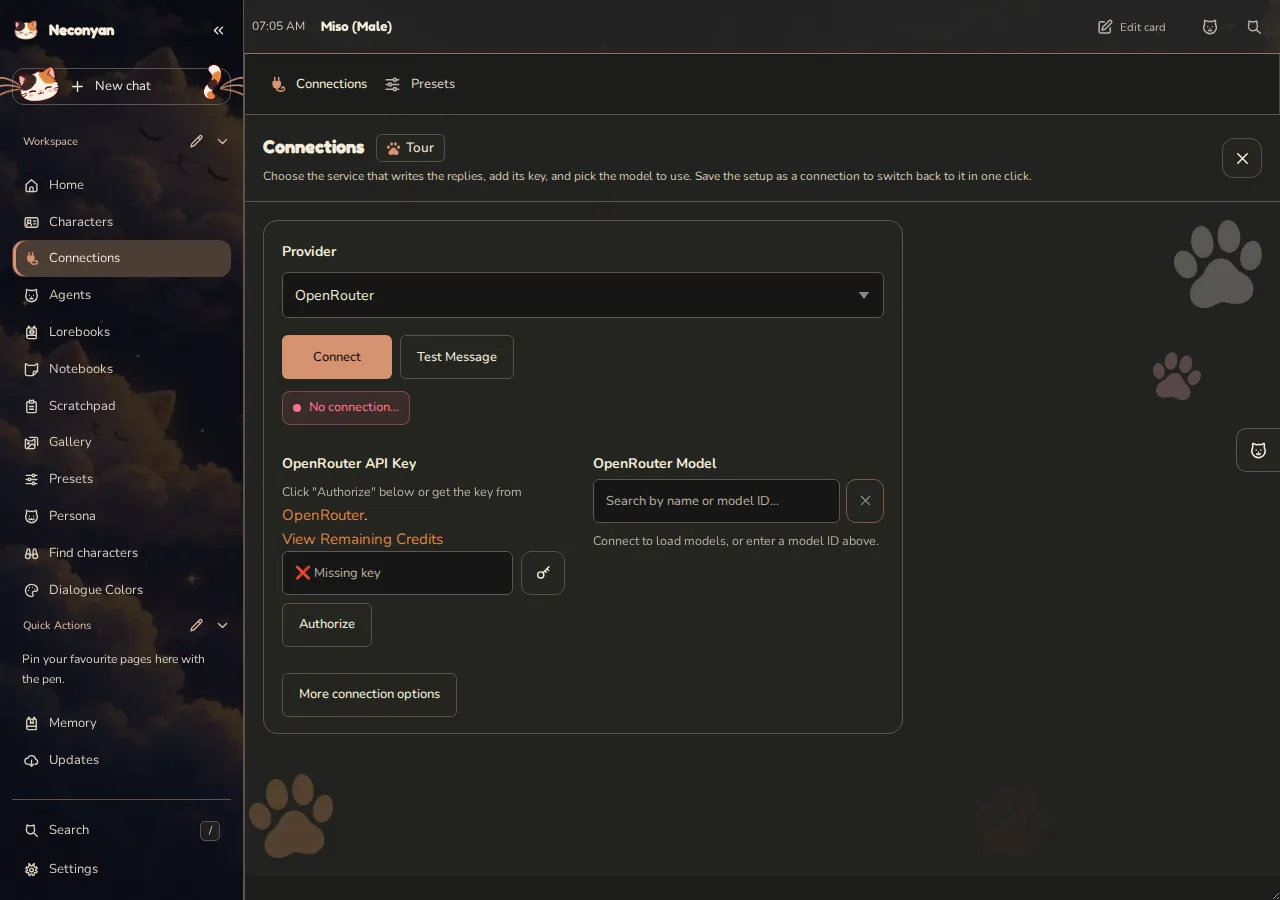 Neconyan
New chat
Workspace
Home
Characters
Connections
Agents
Lorebooks
Notebooks
Scratchpad
Gallery
Presets
Persona
Find characters
Dialogue Colors
Quick Actions
Pin your favourite pages here with
the pen.
Memory
Updates
Search /
Settings
07:05 AM Miso (Male) Edit card
Connections Presets
Connections Tour
Choose the service that writes the replies, add its key, and pick the model to use. Save the setup as a connection to switch back to it in one click.
Provider
OpenRouter
Connect Test Message
No connection...
OpenRouter API Key
Click "Authorize" below or get the key from
OpenRouter.
View Remaining Credits
❌ Missing key
Authorize
OpenRouter Model
Search by name or model ID...
Connect to load models, or enter a model ID above.
More connection options